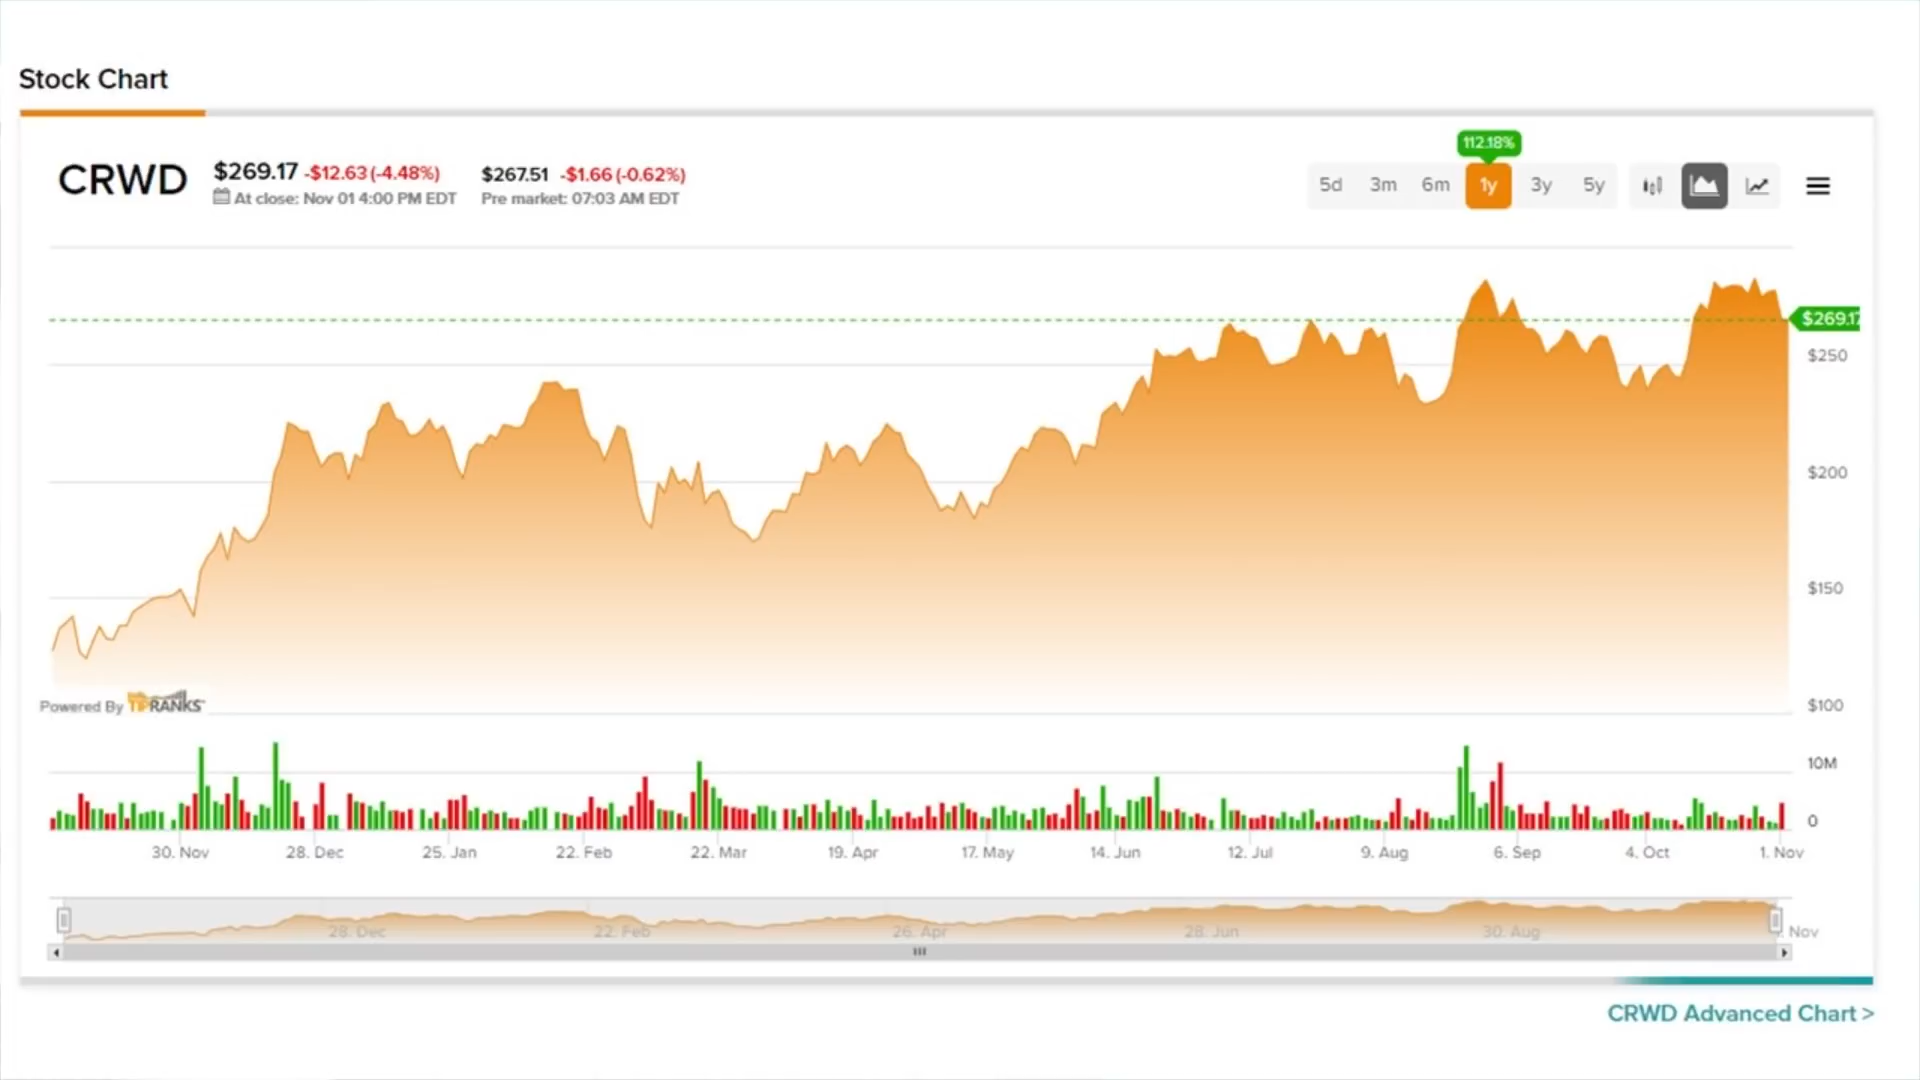 Stock Chart
112.18%
CRWD $269.17 -$12.63 (-4.48%) $267.51 -$1.66 (-0.62%)
At close: Nov 01 4:00 PM EDT Pre market: 07:03 AM EDT
5d 3m 6m 1y 3y 5y
$269.17
$250
$200
$150
$100
Powered By TIPRANKS
10M
0
30. Nov 28. Dec 25. Jan 22. Feb 22. Mar 19. Apr 17. May 14. Jun 12. Jul 9. Aug 6. Sep 4. Oct 1. Nov
28. Dec 22. Feb 26. Apr 28. Jun 30. Aug Nov
CRWD Advanced Chart >